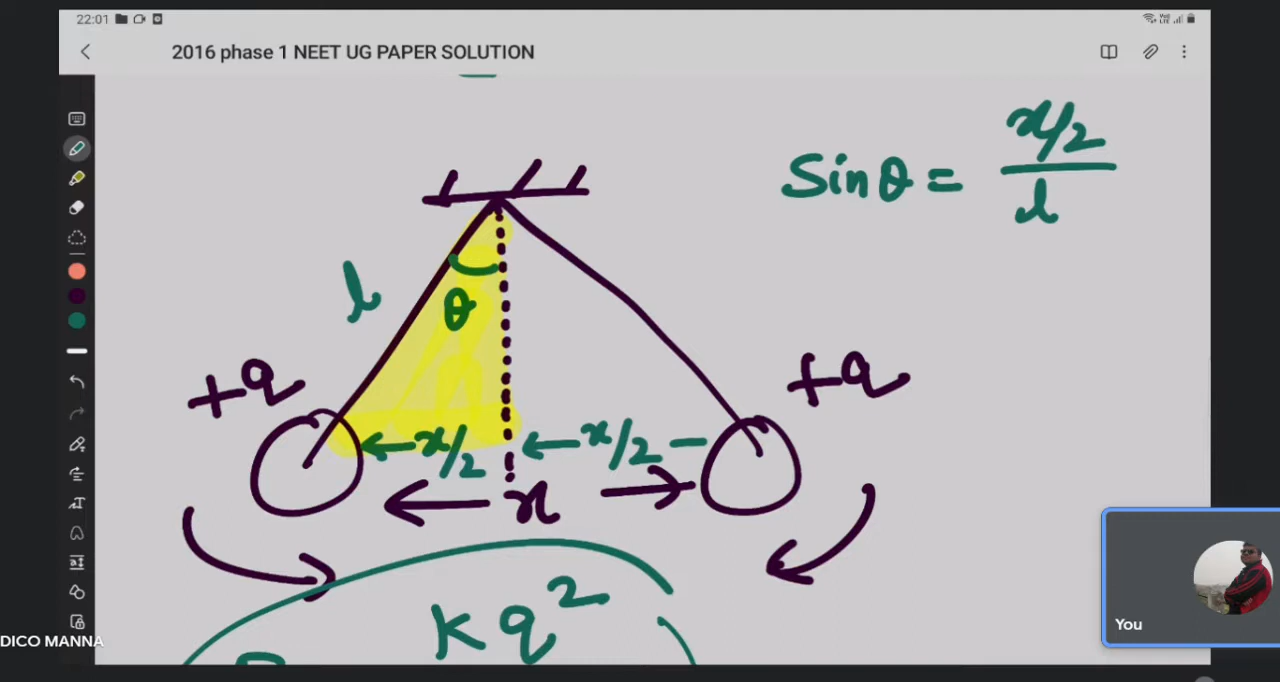 22:01
2016 phase 1 NEET UG PAPER SOLUTION
Sinθ = x/2 / l
l
θ
+q
+q
x/2
x/2
x
kq²
You
DICO MANNA